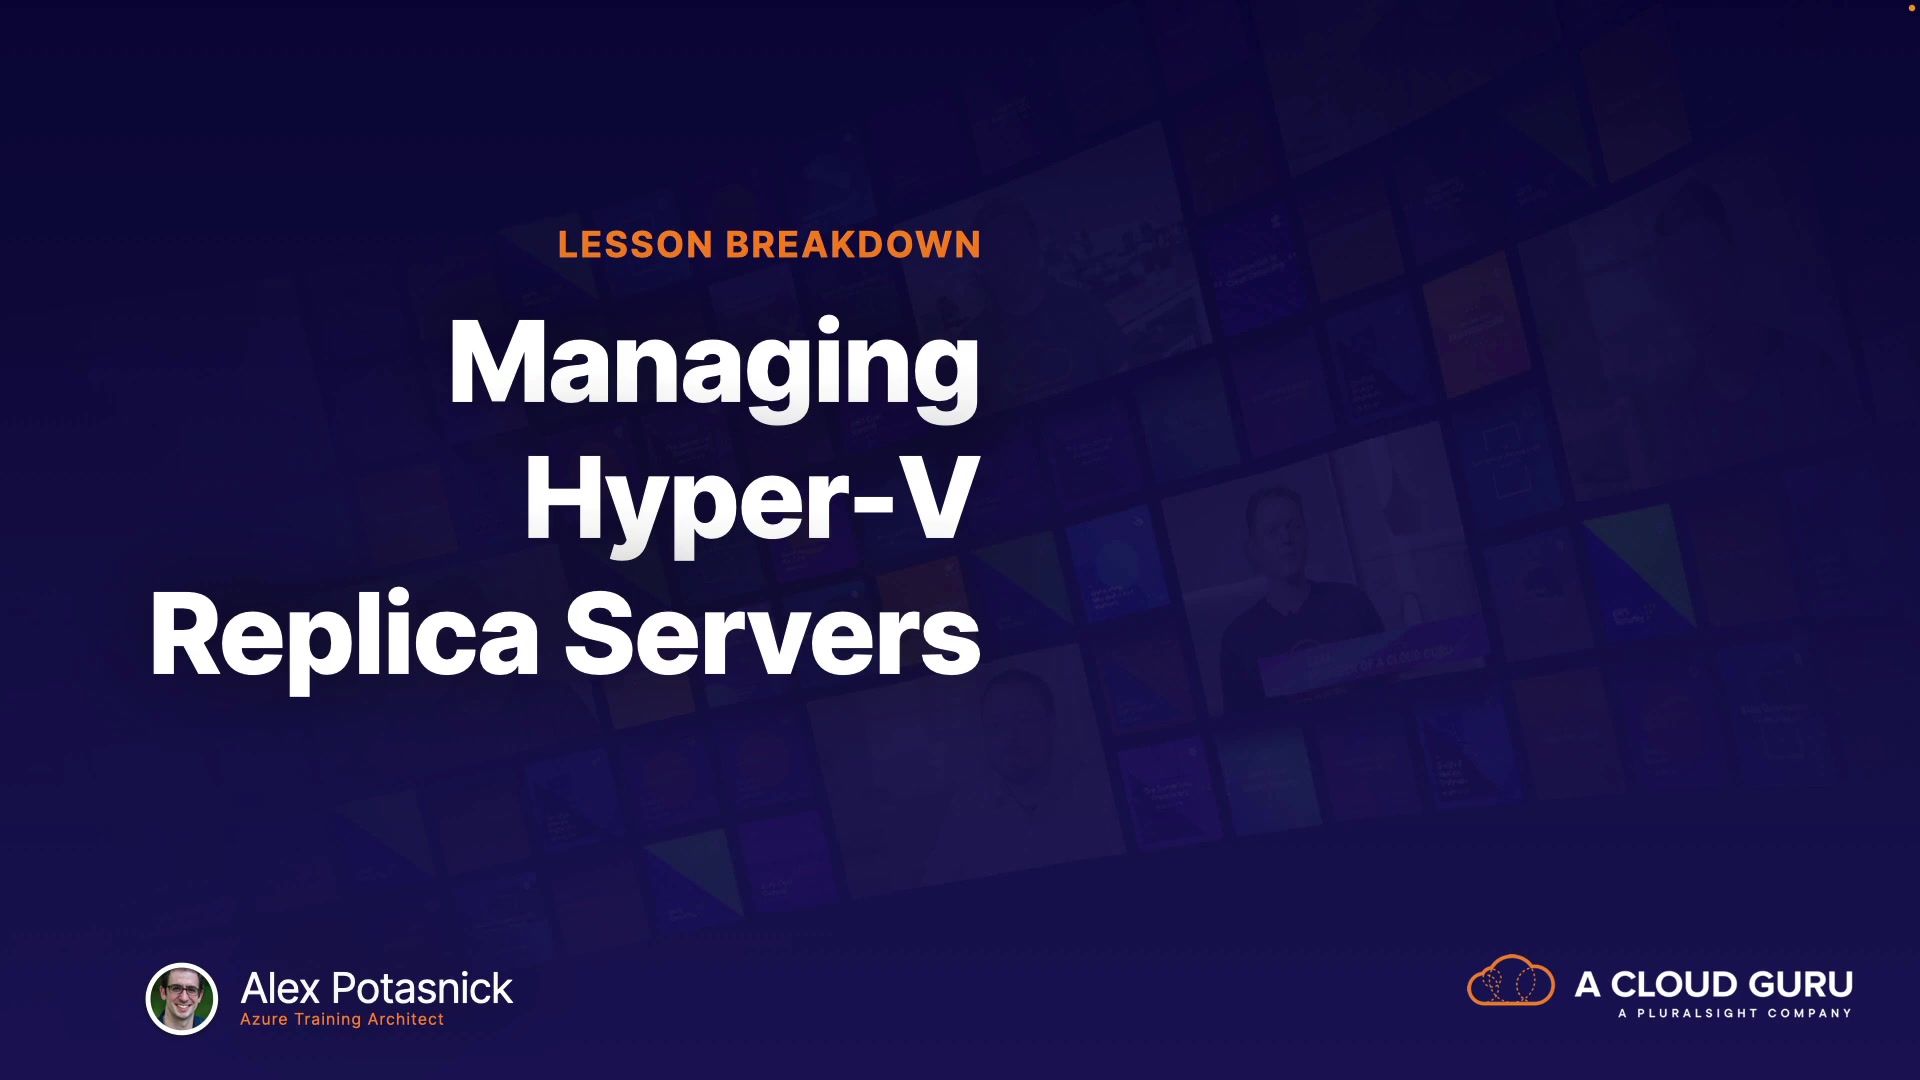 LESSON BREAKDOWN
Managing
Hyper-V
Replica Servers
Alex Potasnick
Azure Training Architect
A CLOUD GURU
A PLURALSIGHT COMPANY